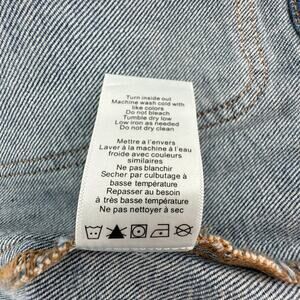 Turn inside out
Machine wash cold with
like colors
Do not bleach
Tumble dry low
Low iron as needed
Do not dry clean
Mettre a l'envers
Laver à la machine à l'eau
froide avec couleurs
similaires
Ne pas blanchir
Secher par culbutage à
basse température
Repasser au besoin
à très basse température
Ne pas nettoyer à sec